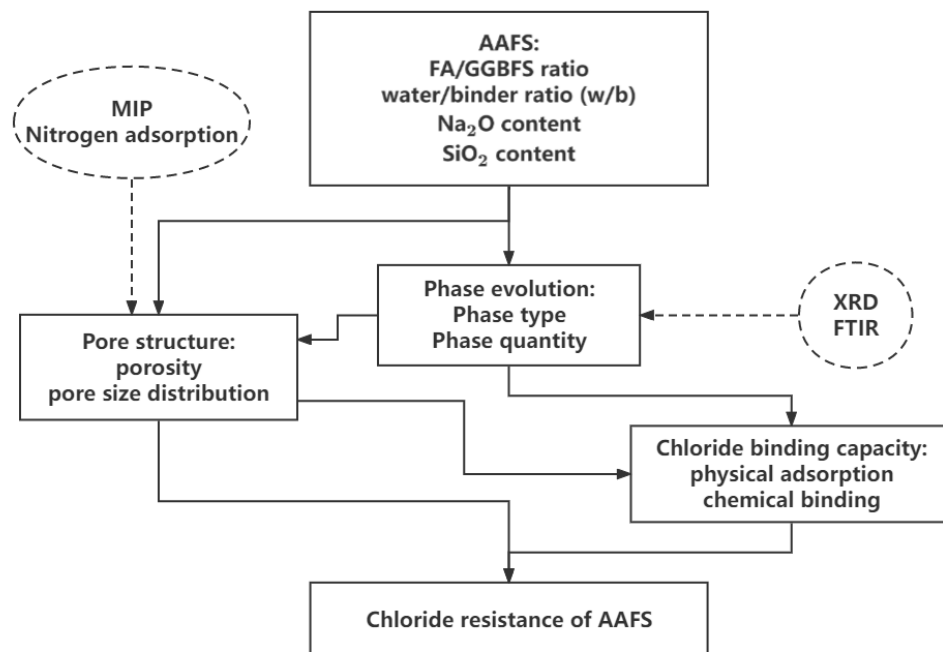 AAFS:
FA/GGBFS ratio
water/binder ratio (w/b)
Na₂O content
SiO₂ content
MIP
Nitrogen adsorption
Phase evolution:
Phase type
Phase quantity
XRD
FTIR
Pore structure:
porosity
pore size distribution
Chloride binding capacity:
physical adsorption
chemical binding
Chloride resistance of AAFS